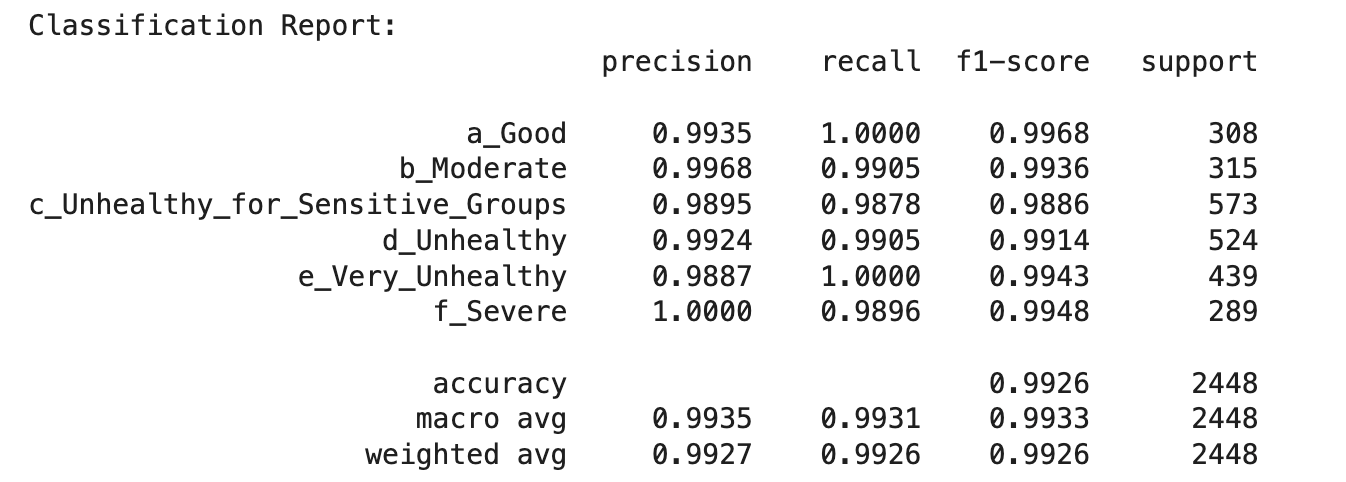 Classification Report:
precision recall f1-score support
a_Good 0.9935 1.0000 0.9968 308
b_Moderate 0.9968 0.9905 0.9936 315
c_Unhealthy_for_Sensitive_Groups 0.9895 0.9878 0.9886 573
d_Unhealthy 0.9924 0.9905 0.9914 524
e_Very_Unhealthy 0.9887 1.0000 0.9943 439
f_Severe 1.0000 0.9896 0.9948 289
accuracy 0.9926 2448
macro avg 0.9935 0.9931 0.9933 2448
weighted avg 0.9927 0.9926 0.9926 2448